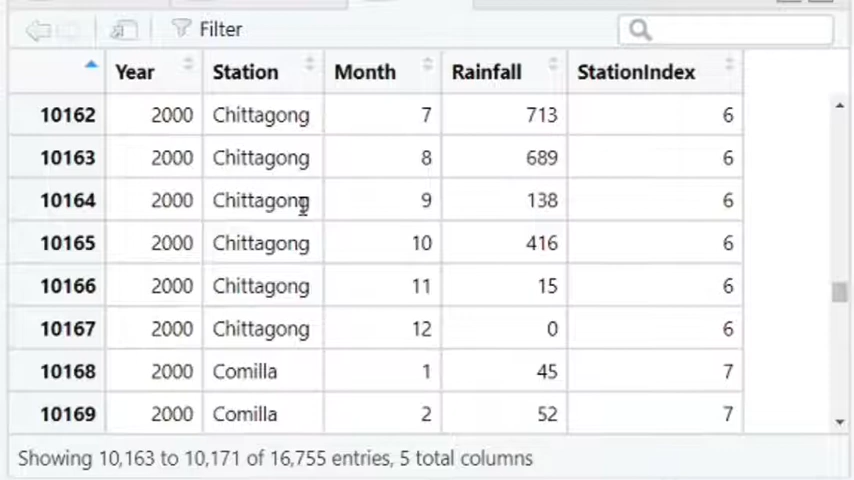 Filter
Year Station Month Rainfall StationIndex
10162 2000 Chittagong 7 713 6
10163 2000 Chittagong 8 689 6
10164 2000 Chittagong 9 138 6
10165 2000 Chittagong 10 416 6
10166 2000 Chittagong 11 15 6
10167 2000 Chittagong 12 0 6
10168 2000 Comilla 1 45 7
10169 2000 Comilla 2 52 7
Showing 10,163 to 10,171 of 16,755 entries, 5 total columns